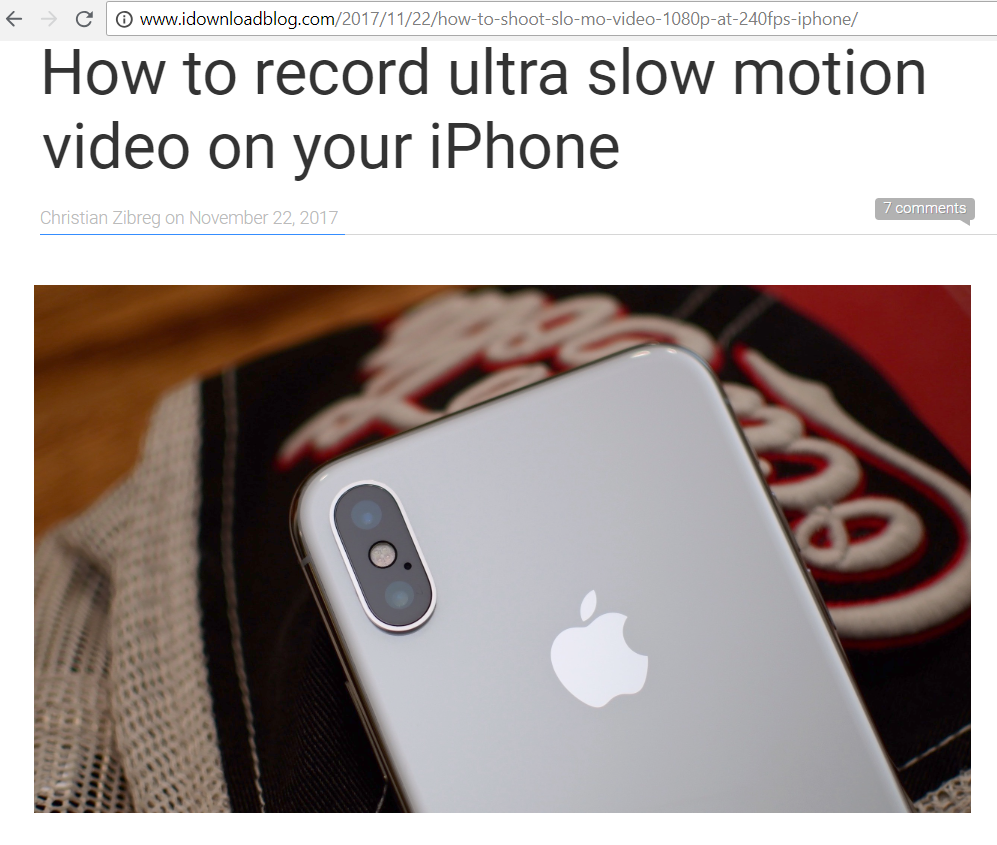 www.idownloadblog.com/2017/11/22/how-to-shoot-slo-mo-video-1080p-at-240fps-iphone/
How to record ultra slow motion
video on your iPhone
Christian Zibreg on November 22, 2017
7 comments